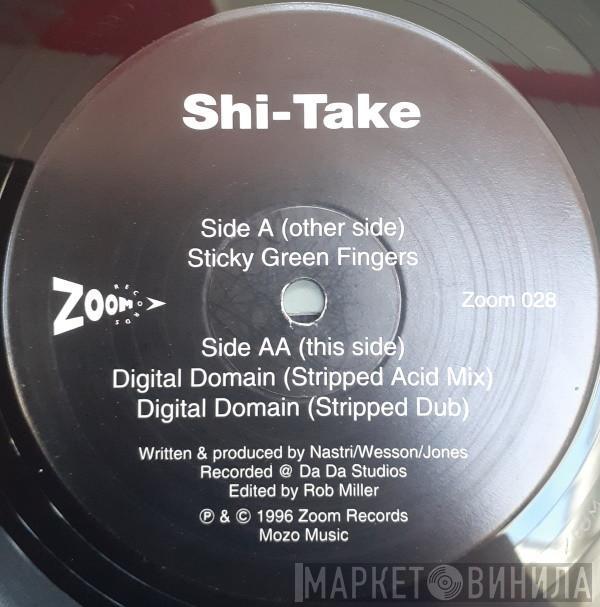 Shi-Take
Side A (other side)
Sticky Green Fingers
ZOOM
RECORDS
Zoom 028
Side AA (this side)
Digital Domain (Stripped Acid Mix)
Digital Domain (Stripped Dub)
Written & produced by Nastri/Wesson/Jones
Recorded @ Da Da Studios
Edited by Rob Miller
℗ & © 1996 Zoom Records
Mozo Music
МАРКЕТ ВИНИЛА